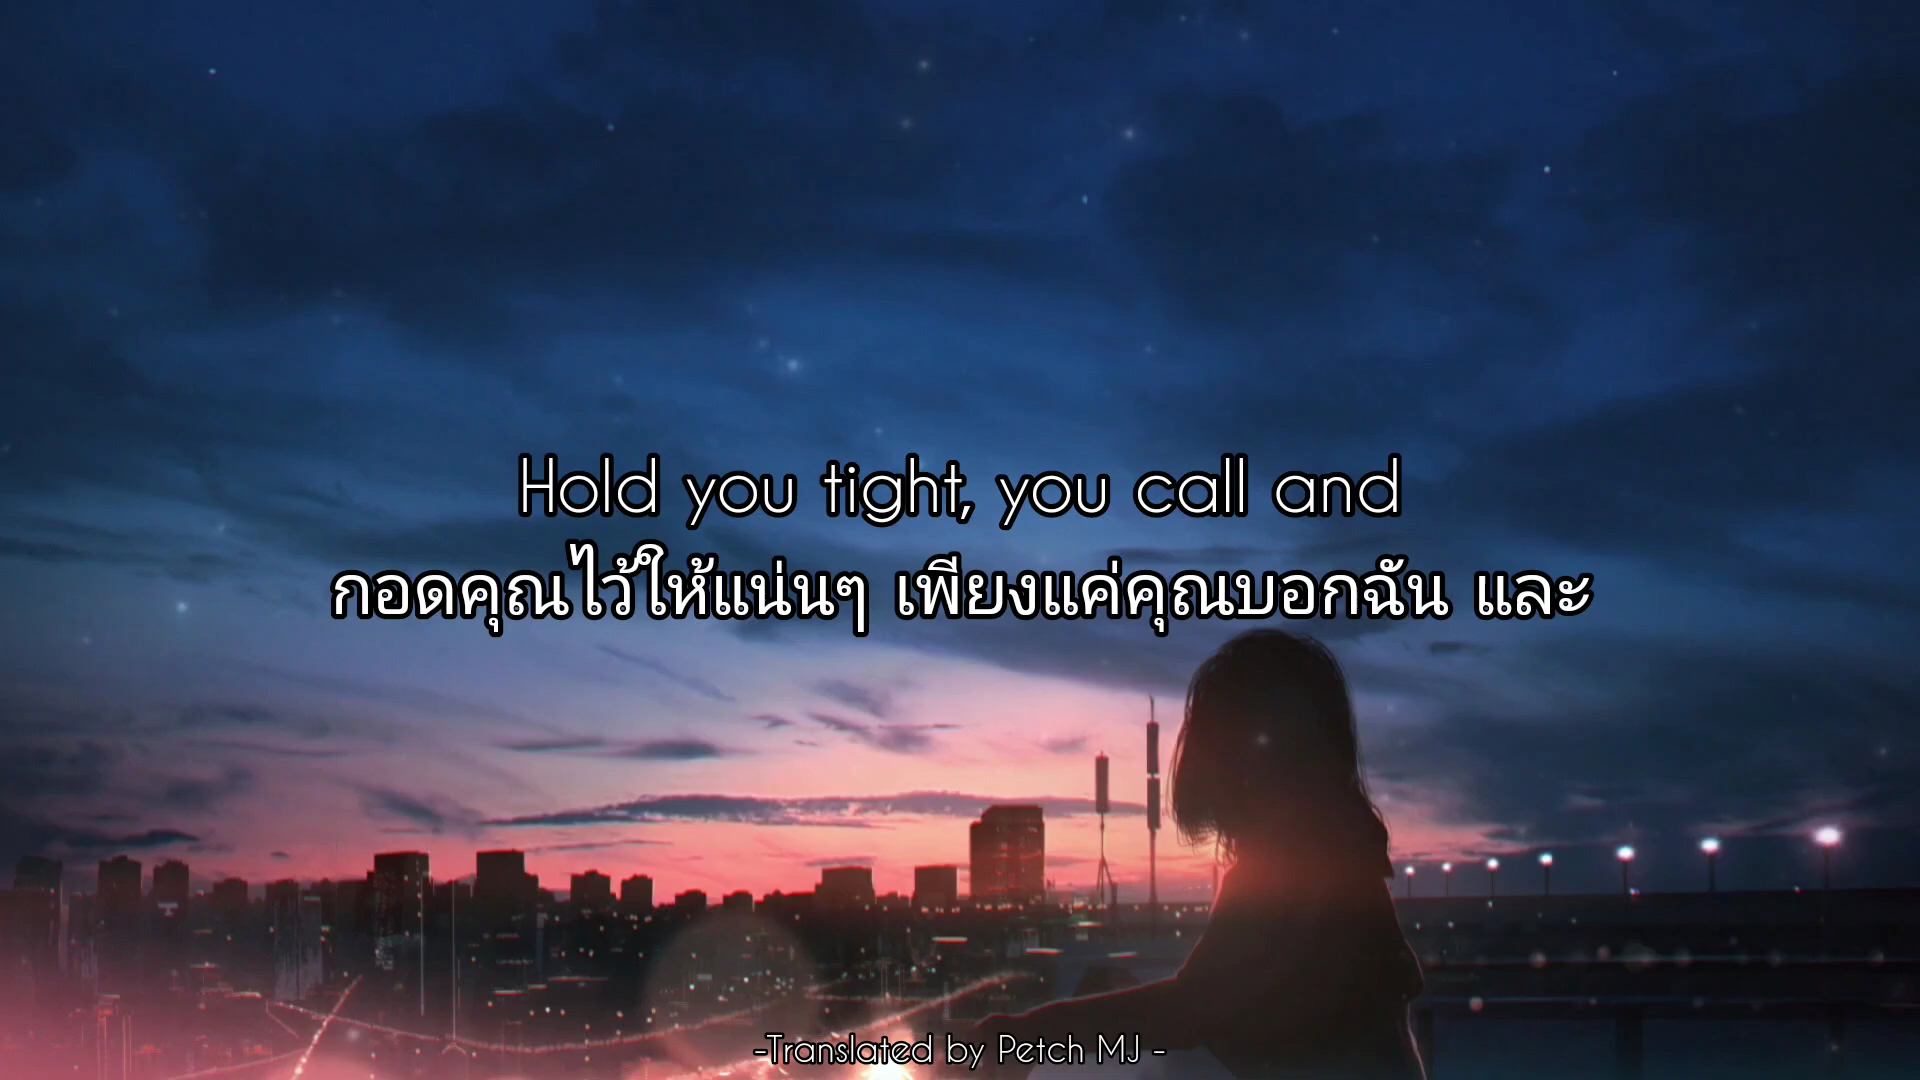 Hold you tight, you call and
กอดคุณไว้ให้แน่นๆ เพียงแค่คุณบอกฉัน และ
-Translated by Petch MJ -